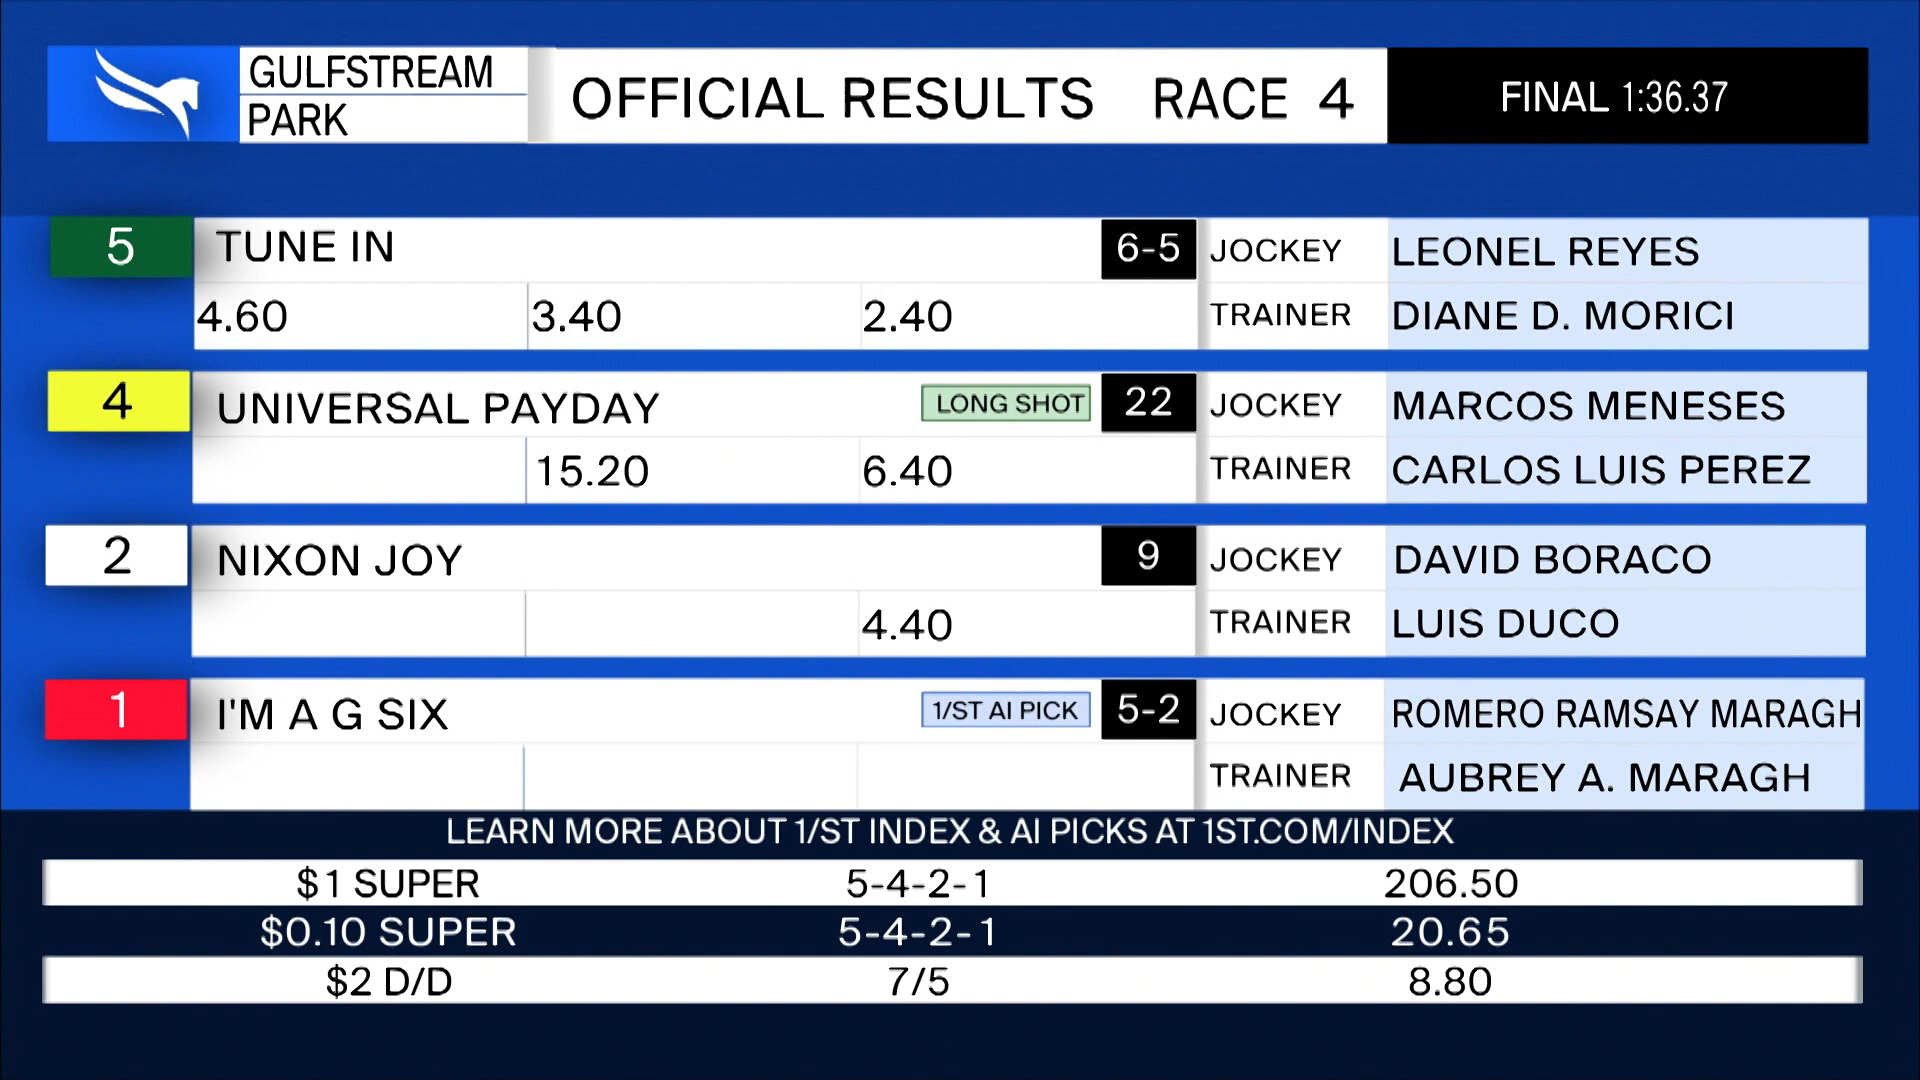 GULFSTREAM
PARK
OFFICIAL RESULTS RACE 4
FINAL 1:36.37
5 TUNE IN 6-5 JOCKEY LEONEL REYES
4.60 3.40 2.40 TRAINER DIANE D. MORICI
4 UNIVERSAL PAYDAY LONG SHOT 22 JOCKEY MARCOS MENESES
15.20 6.40 TRAINER CARLOS LUIS PEREZ
2 NIXON JOY 9 JOCKEY DAVID BORACO
4.40 TRAINER LUIS DUCO
1 I'M A G SIX 1/ST AI PICK 5-2 JOCKEY ROMERO RAMSAY MARAGH
TRAINER AUBREY A. MARAGH
LEARN MORE ABOUT 1/ST INDEX & AI PICKS AT 1ST.COM/INDEX
$1 SUPER 5-4-2-1 206.50
$0.10 SUPER 5-4-2-1 20.65
$2 D/D 7/5 8.80